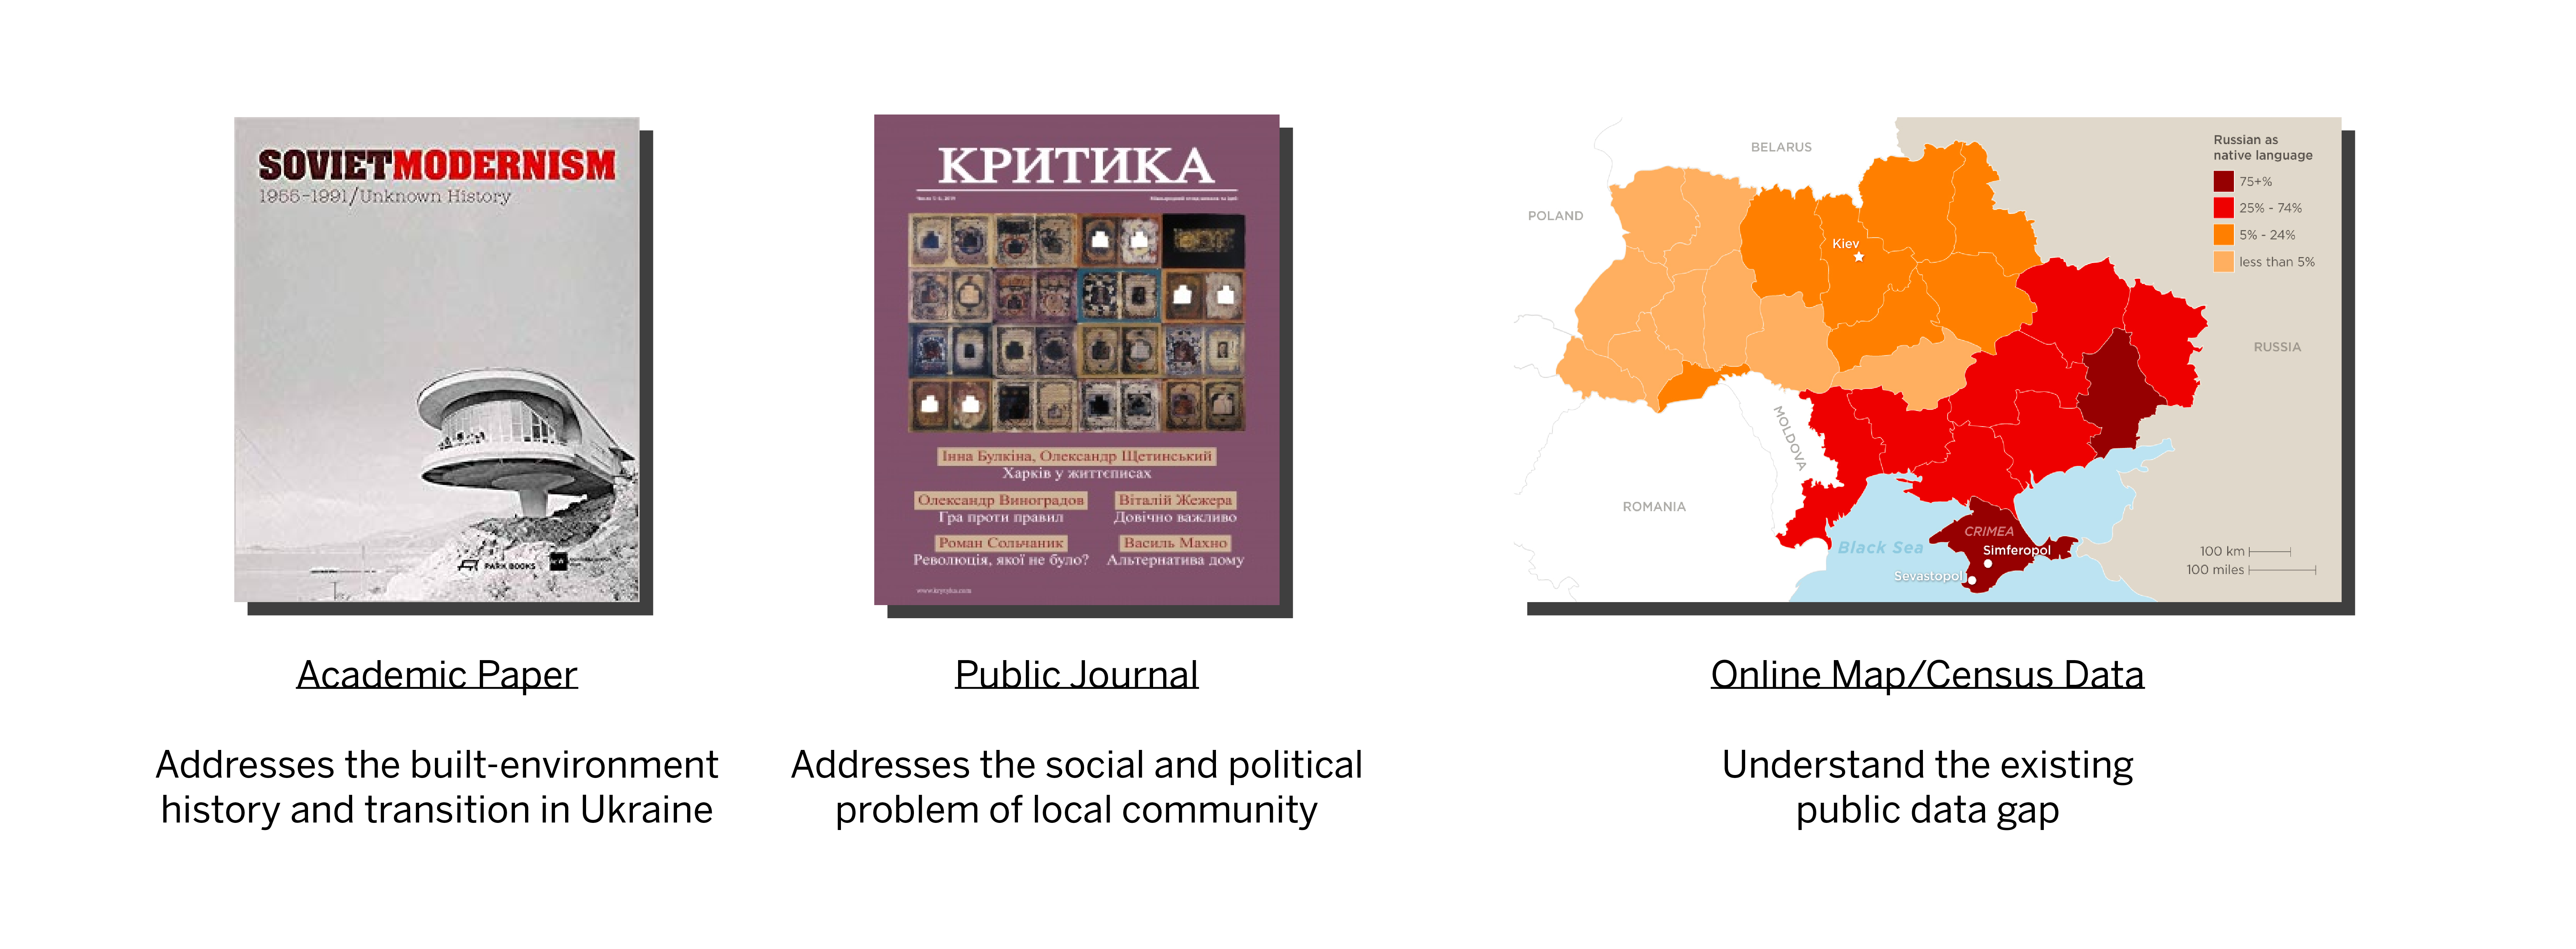 SOVIETMODERNISM
1955-1991/Unknown History
PARK BOOKS
КРИТИКА
Інна Булкіна, Олександр Щетинський
Харків у життєписах
Олександр Виноградов
Гра проти правил
Віталій Жежера
Довічно важливо
Роман Сольчаник
Революція, якої не було?
Василь Махно
Альтернатива дому
www.krytyka.com
Russian as
native language
75+%
25% - 74%
5% - 24%
less than 5%
BELARUS
POLAND
Kiev
RUSSIA
MOLDOVA
ROMANIA
CRIMEA
Simferopol
Black Sea
Sevastopol
100 km
100 miles
Academic Paper
Addresses the built-environment
history and transition in Ukraine
Public Journal
Addresses the social and political
problem of local community
Online Map/Census Data
Understand the existing
public data gap